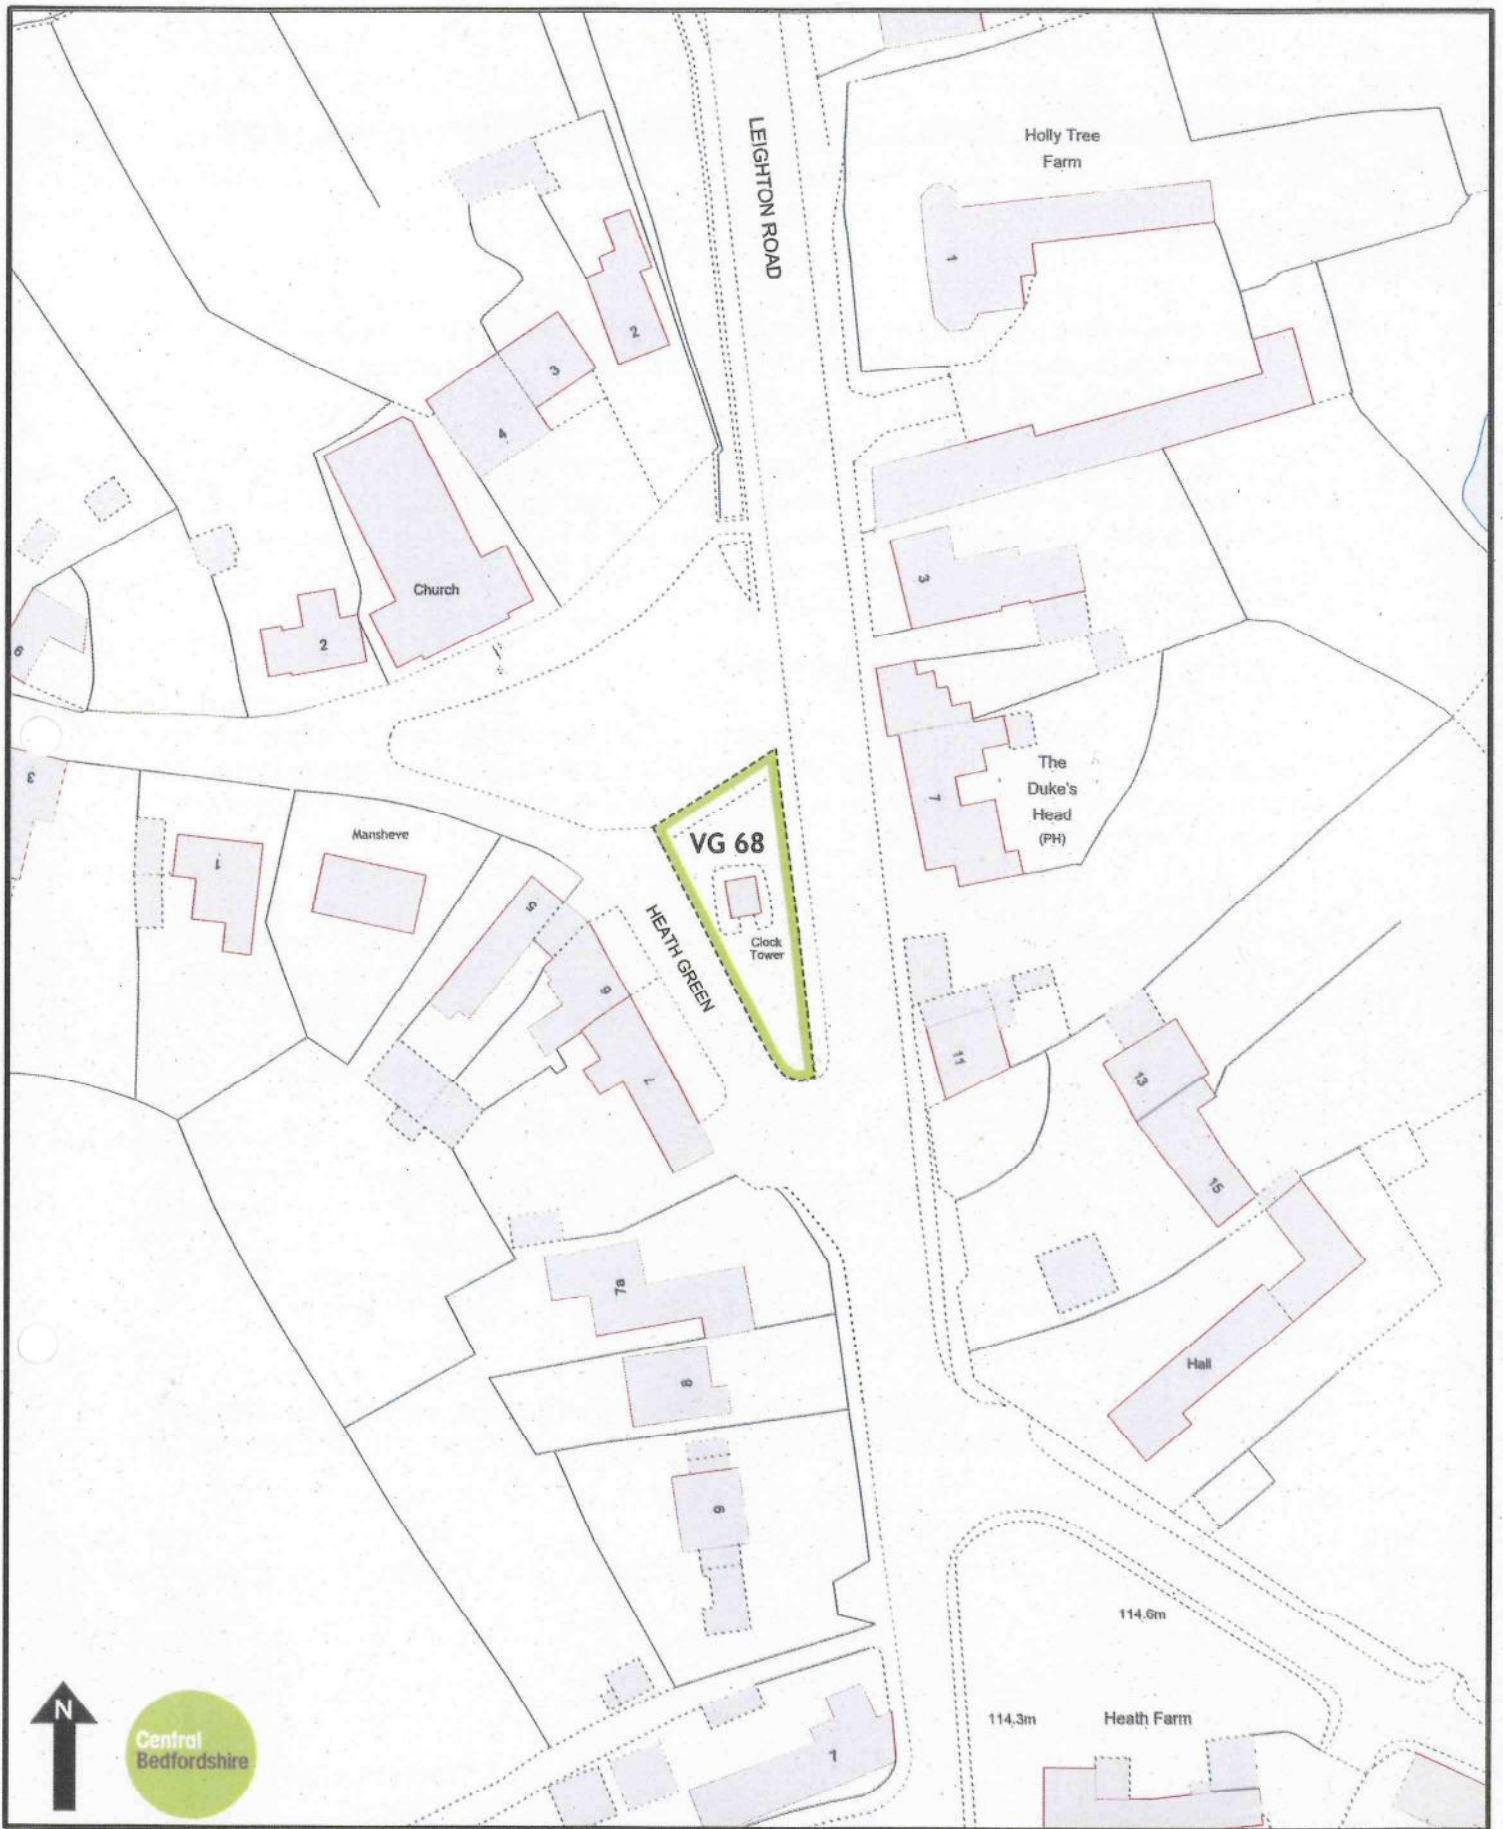 LEIGHTON ROAD
Holly Tree
Farm
1
2
3
4
Church
2
3
6
3
The
Duke's
Head
(PH)
7
Mansheve
1
5
VG 68
Clock
Tower
HEATH GREEN
6
7
11
13
15
7a
8
Hall
9
114.6m
114.3m
Heath Farm
1
N
Central
Bedfordshire